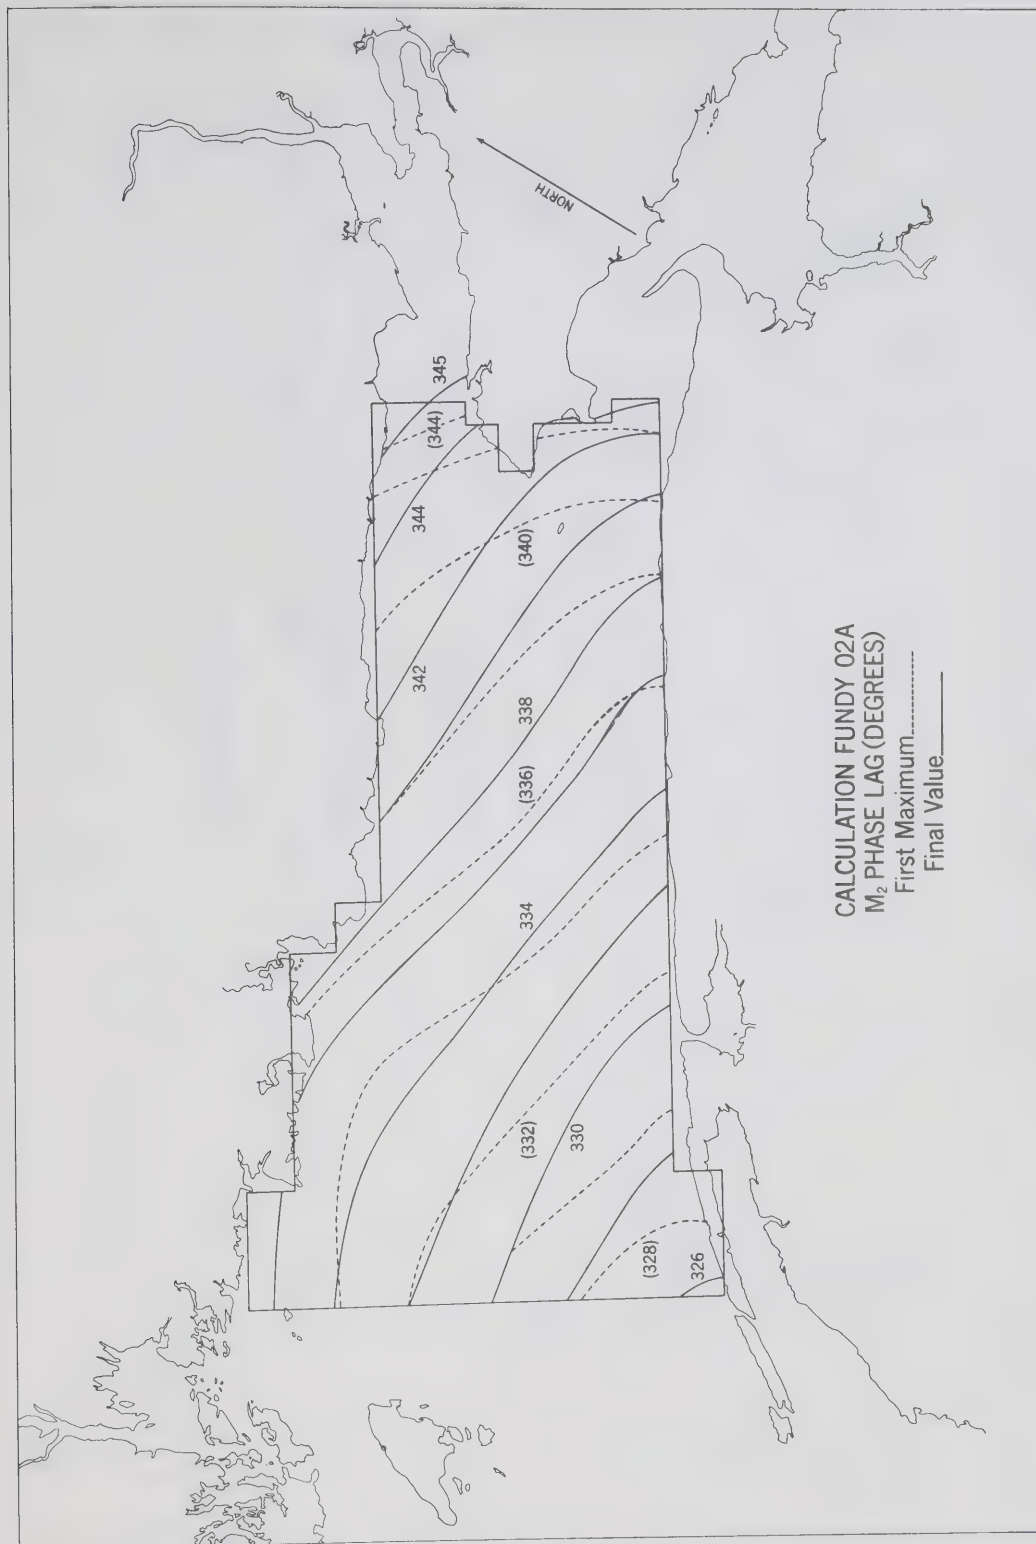 NORTH
345
(344)
344
(340)
342
338
(336)
334
(332)
330
(328)
326
CALCULATION FUNDY 02A
M₂ PHASE LAG (DEGREES)
First Maximum
Final Value